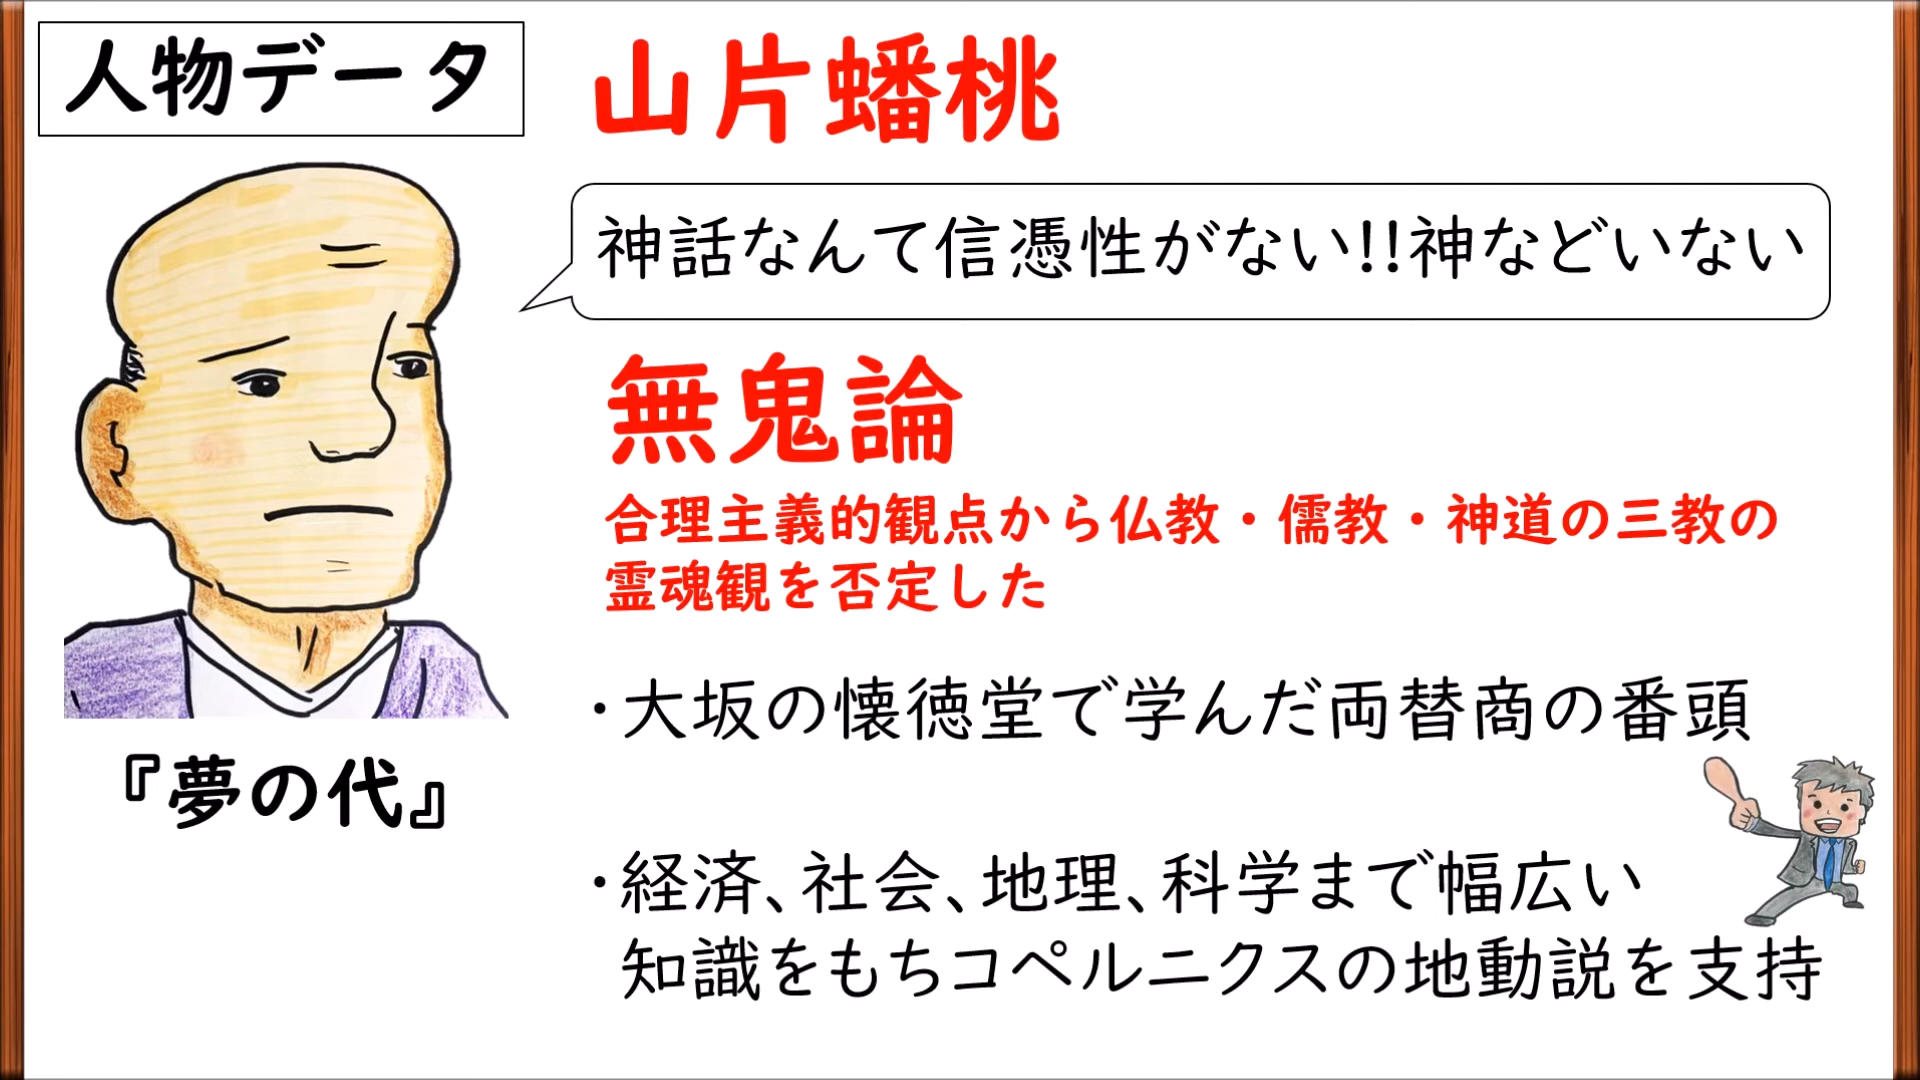 人物データ
山片蟠桃
神話なんて信憑性がない!!神などいない
無鬼論
合理主義的観点から仏教・儒教・神道の三教の
霊魂観を否定した
・大坂の懐徳堂で学んだ両替商の番頭
『夢の代』
・経済、社会、地理、科学まで幅広い
知識をもちコペルニクスの地動説を支持